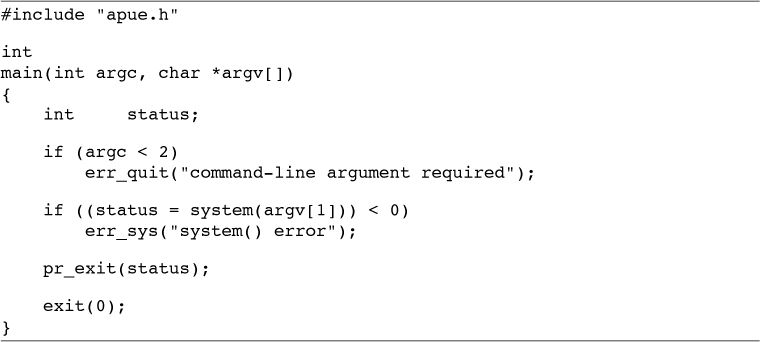 #include "apue.h"
int
main(int argc, char *argv[])
{
    int     status;
    if (argc < 2)
        err_quit("command-line argument required");
    if ((status = system(argv[1])) < 0)
        err_sys("system() error");
    pr_exit(status);
    exit(0);
}